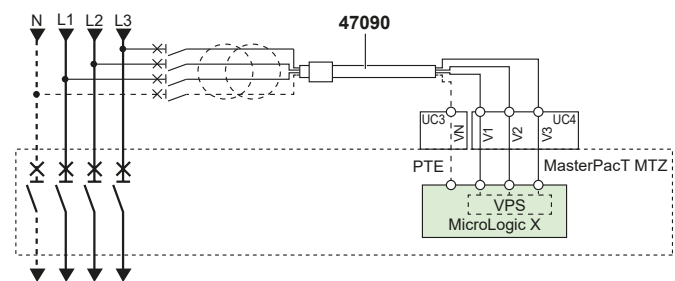 N L1 L2 L3
47090
UC3 VN V1 V2 V3 UC4
PTE
MasterPacT MTZ
VPS
MicroLogic X